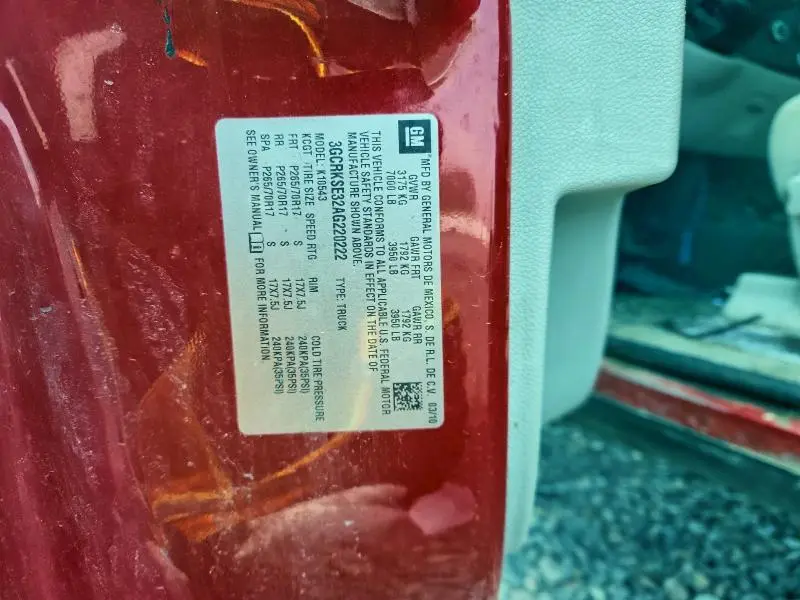 GM
*MFD BY GENERAL MOTORS DE MEXICO, S. DE R.L. DE C.V. 03/10
GVWR GAWR FRT GAWR RR
3175 KG 1792 KG 1792 KG
7000 LB 3950 LB 3950 LB
THIS VEHICLE CONFORMS TO ALL APPLICABLE U.S. FEDERAL MOTOR
VEHICLE SAFETY STANDARDS IN EFFECT ON THE DATE OF
MANUFACTURE SHOWN ABOVE.
3GCRKSE32AG220222 TYPE: TRUCK
MODEL: K10543
KCGT TIRE SIZE SPEED RTG RIM COLD TIRE PRESSURE
FRT P265/70R17 S 17X7.5J 240KPA(35PSI)
RR P265/70R17 S 17X7.5J 240KPA(35PSI)
SPA P265/70R17 S 17X7.5J 240KPA(35PSI)
SEE OWNER'S MANUAL FOR MORE INFORMATION